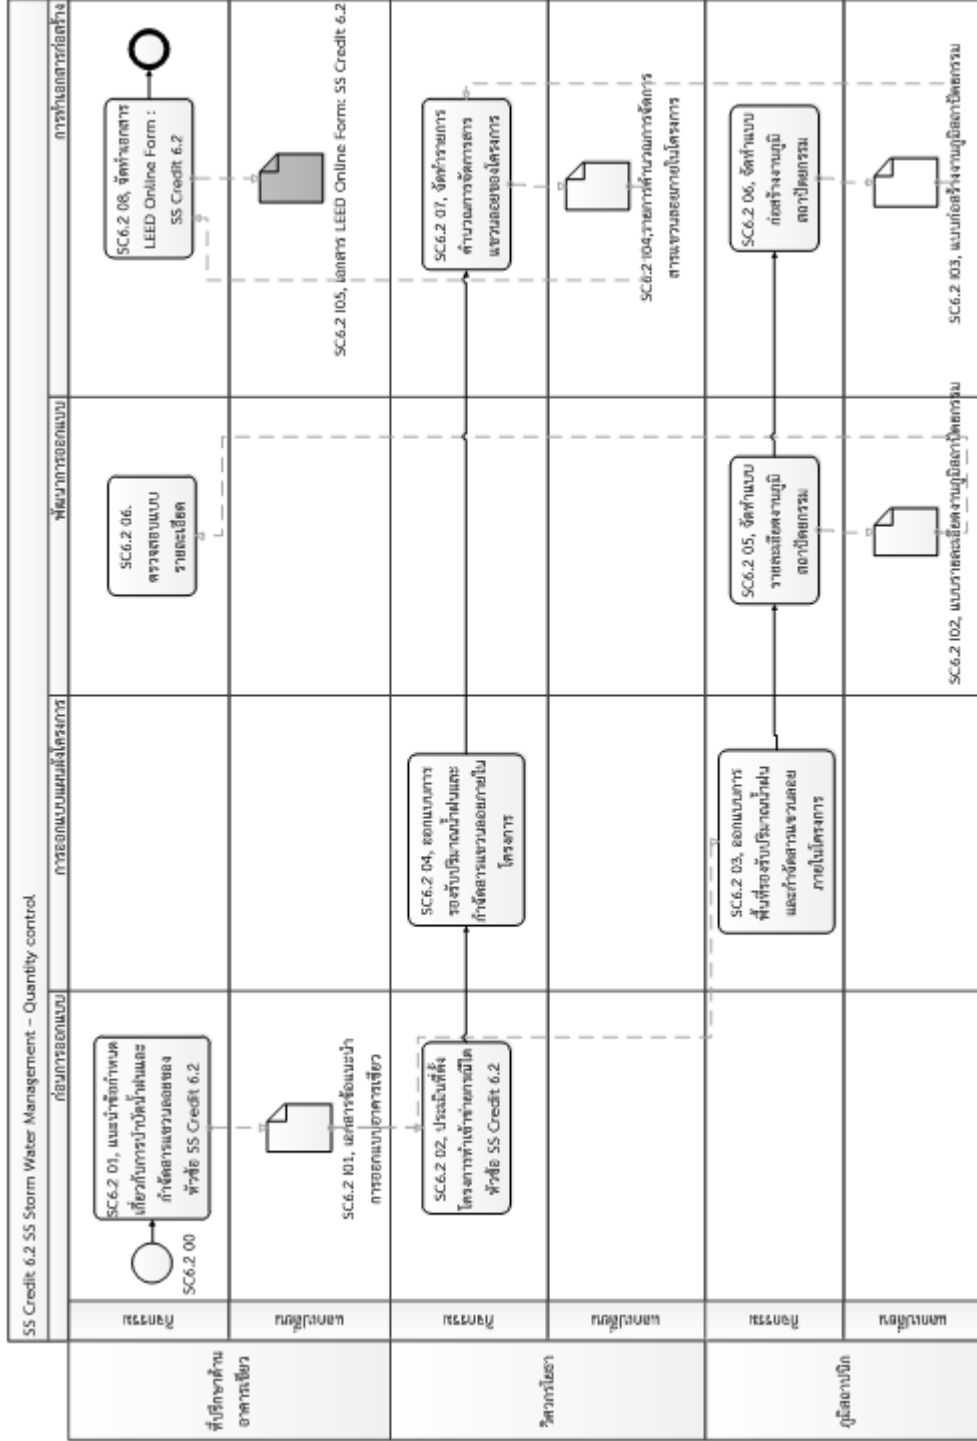 SS Credit 6.2 SS Storm Water Management – Quantity control
ก่อนการออกแบบ
การออกแบบแผนผังโครงการ
พัฒนาการออกแบบ
การทำเอกสารก่อสร้าง
ที่ปรึกษาด้าน
อาคารเขียว
กิจกรรม
แลกเปลี่ยน
SC6.2 00
SC6.2 01, แนะนำข้อกำหนด
เกี่ยวกับการบำบัดน้ำฝนและ
กำจัดสารแขวนลอยของ
หัวข้อ SS Credit 6.2
SC6.2 06.
ตรวจสอบแบบ
รายละเอียด
SC6.2 08, จัดทำเอกสาร
LEED Online Form :
SS Credit 6.2
SC6.2 I01, เอกสารข้อแนะนำ
การออกแบบอาคารเขียว
SC6.2 I05, เอกสาร LEED Online Form: SS Credit 6.2
วิศวกรโยธา
กิจกรรม
แลกเปลี่ยน
SC6.2 02, ประเมินที่ตั้ง
โครงการว่าเข้าข่ายกรณีใด
หัวข้อ SS Credit 6.2
SC6.2 04, ออกแบบการ
รองรับปริมาณน้ำฝนและ
กำจัดสารแขวนลอยภายใน
โครงการ
SC6.2 07, จัดทำรายการ
คำนวณการจัดการสาร
แขวนลอยของโครงการ
SC6.2 I04,รายการคำนวณการจัดการ
สารแขวนลอยภายในโครงการ
ภูมิสถาปนิก
กิจกรรม
แลกเปลี่ยน
SC6.2 03, ออกแบบการ
พื้นที่รองรับปริมาณน้ำฝน
และกำจัดสารแขวนลอย
ภายในโครงการ
SC6.2 05, จัดทำแบบ
รายละเอียดงานภูมิ
สถาปัตยกรรม
SC6.2 06, จัดทำแบบ
ก่อสร้างงานภูมิ
สถาปัตยกรรม
SC6.2 I02, แบบรายละเอียดงานภูมิสถาปัตยกรรม
SC6.2 I03, แบบก่อสร้างงานภูมิสถาปัตยกรรม